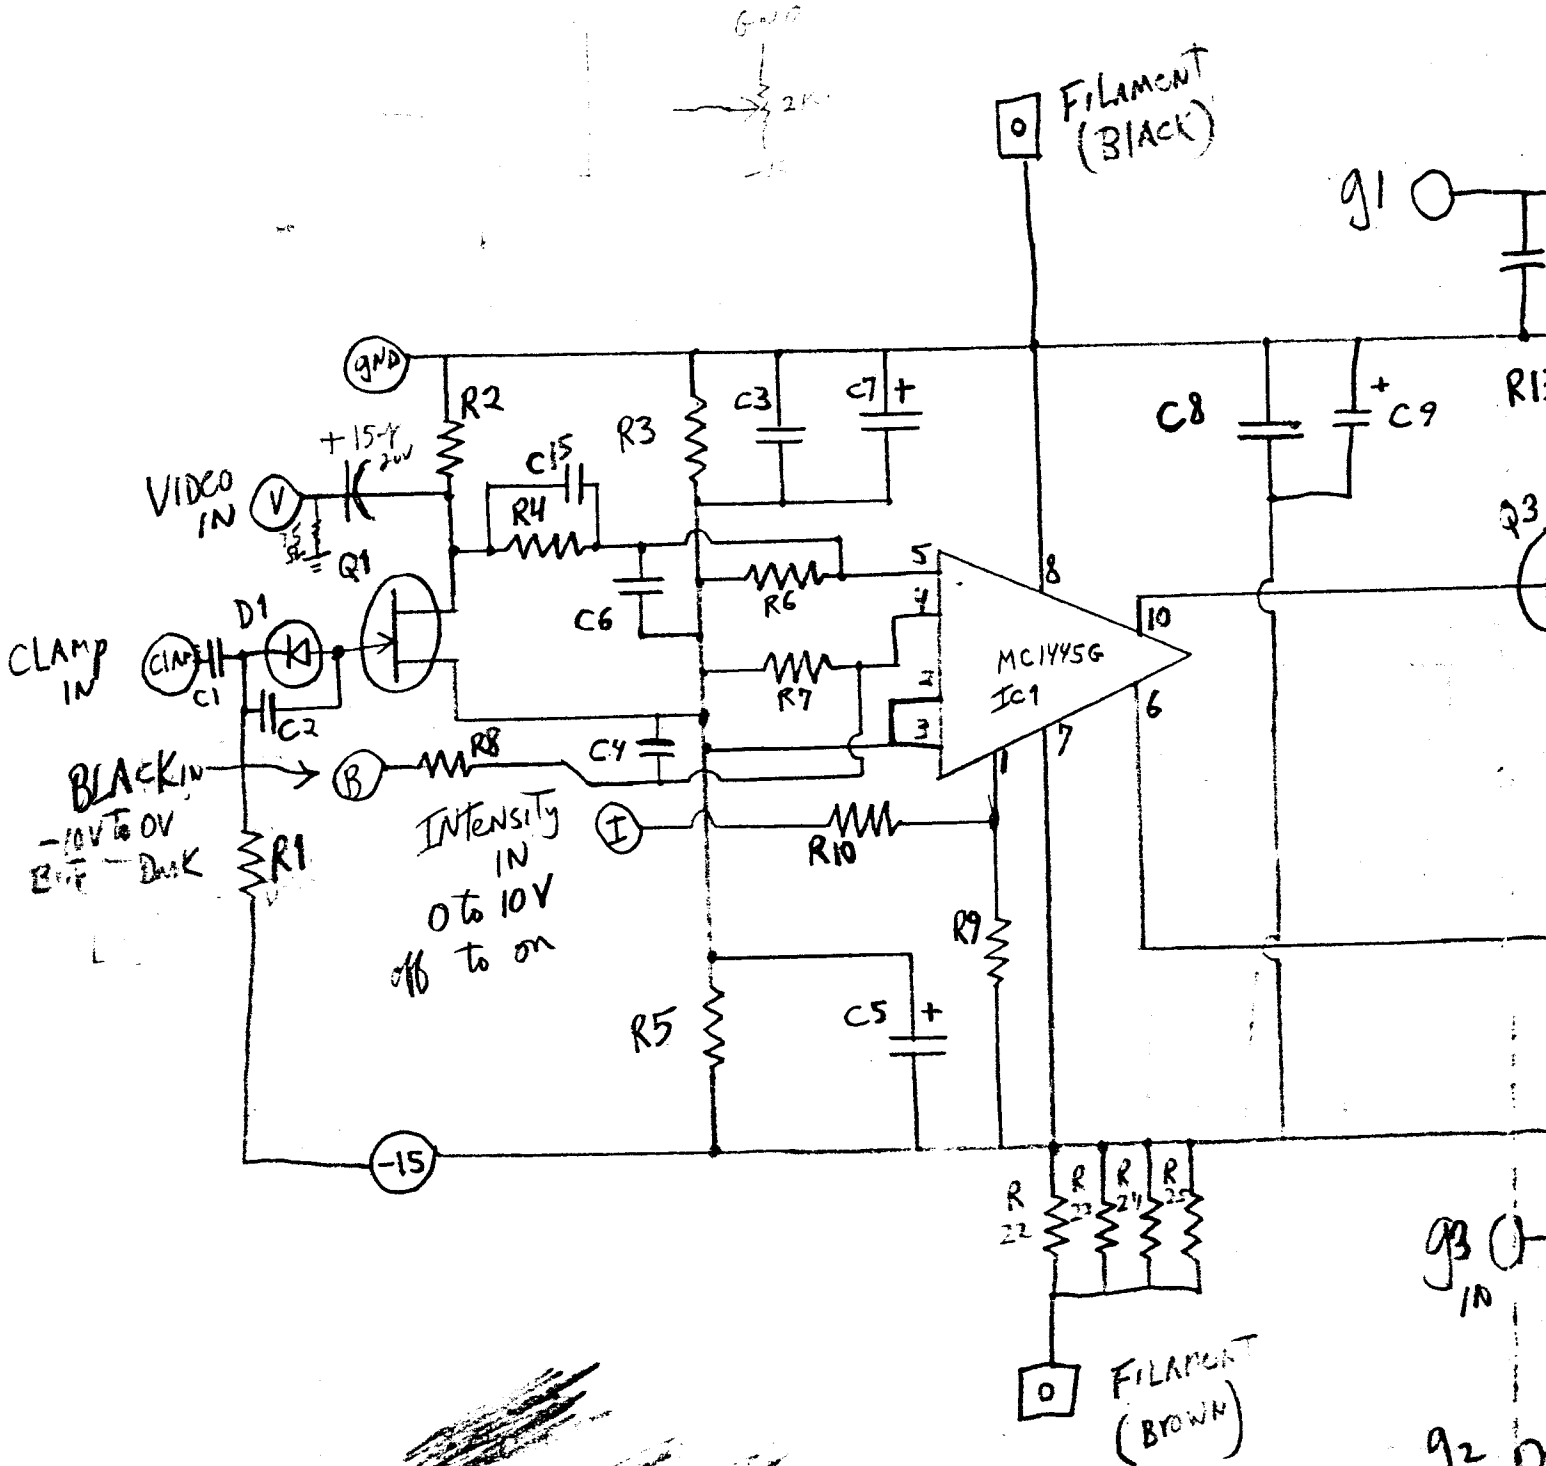 GND
FILAMENT
(BLACK)
g1
gND
R2
R3
C3
C7 +
C8
+
C9
+ 15
20V
C15
R4
VIDEO
IN
V
Q1
Q3
5
R6
8
C6
4
10
D1
CLAMP
IN
C1
C2
R7
2
3
MC1445G
IC1
6
7
1
C4
R8
BLACK IN
B
-10V To 0V
INTENSITY
IN
0 to 10V
off to on
I
R10
R1
R9
R5
C5 +
-15
R
22
R
23
R
24
R
25
g3
IN
FILAMENT
(BROWN)
g2